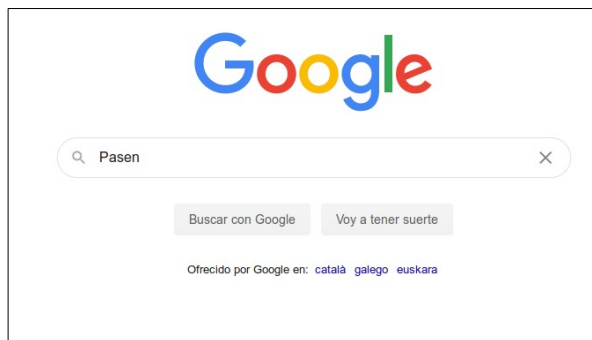 Google
Pasen
Buscar con Google Voy a tener suerte
Ofrecido por Google en: català galego euskara